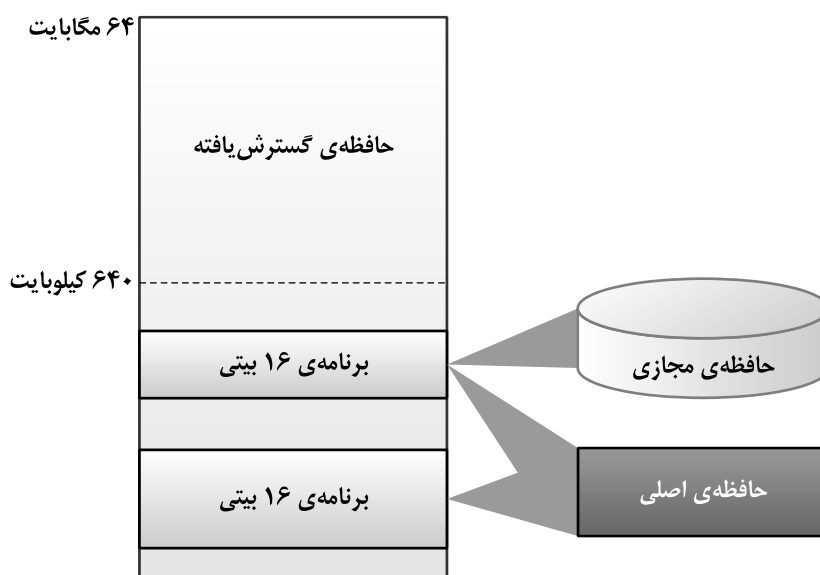 ۶۴ مگابایت
حافظه‌ی گسترش‌یافته
۶۴۰ کیلوبایت
برنامه‌ی ۱۶ بیتی
حافظه‌ی مجازی
برنامه‌ی ۱۶ بیتی
حافظه‌ی اصلی